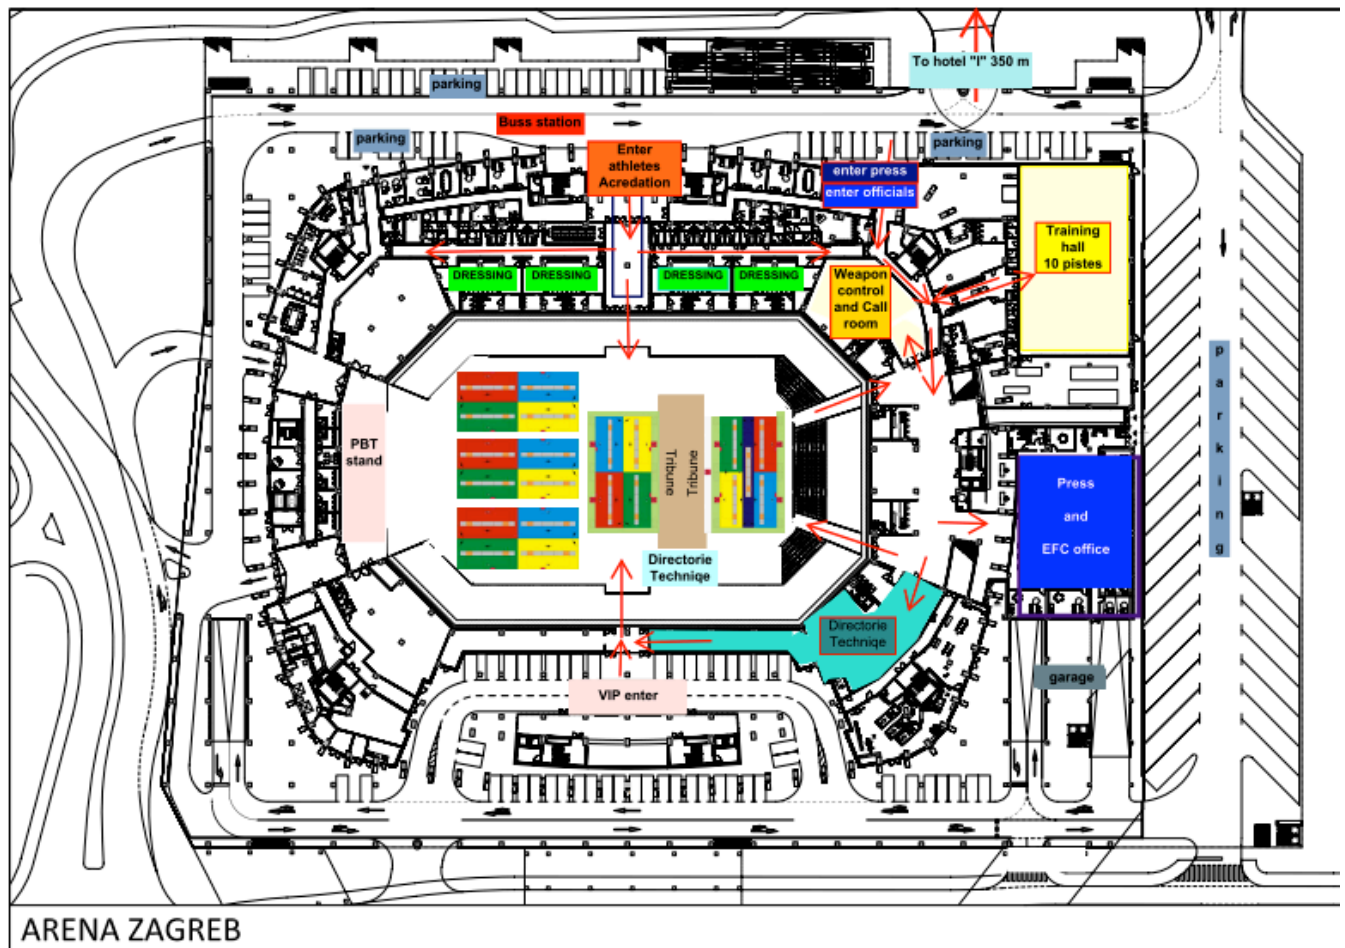 To hotel "I" 350 m
parking
Buss station
parking
parking
Enter
athletes
Acredation
enter press
enter officials
Training
hall
10 pistes
DRESSING
DRESSING
DRESSING
DRESSING
Weapon
control
and Call
room
parking
PBT
stand
Tribune
Tribune
Press
and
EFC office
Directorie
Techniqe
Directorie
Techniqe
garage
VIP enter
ARENA ZAGREB